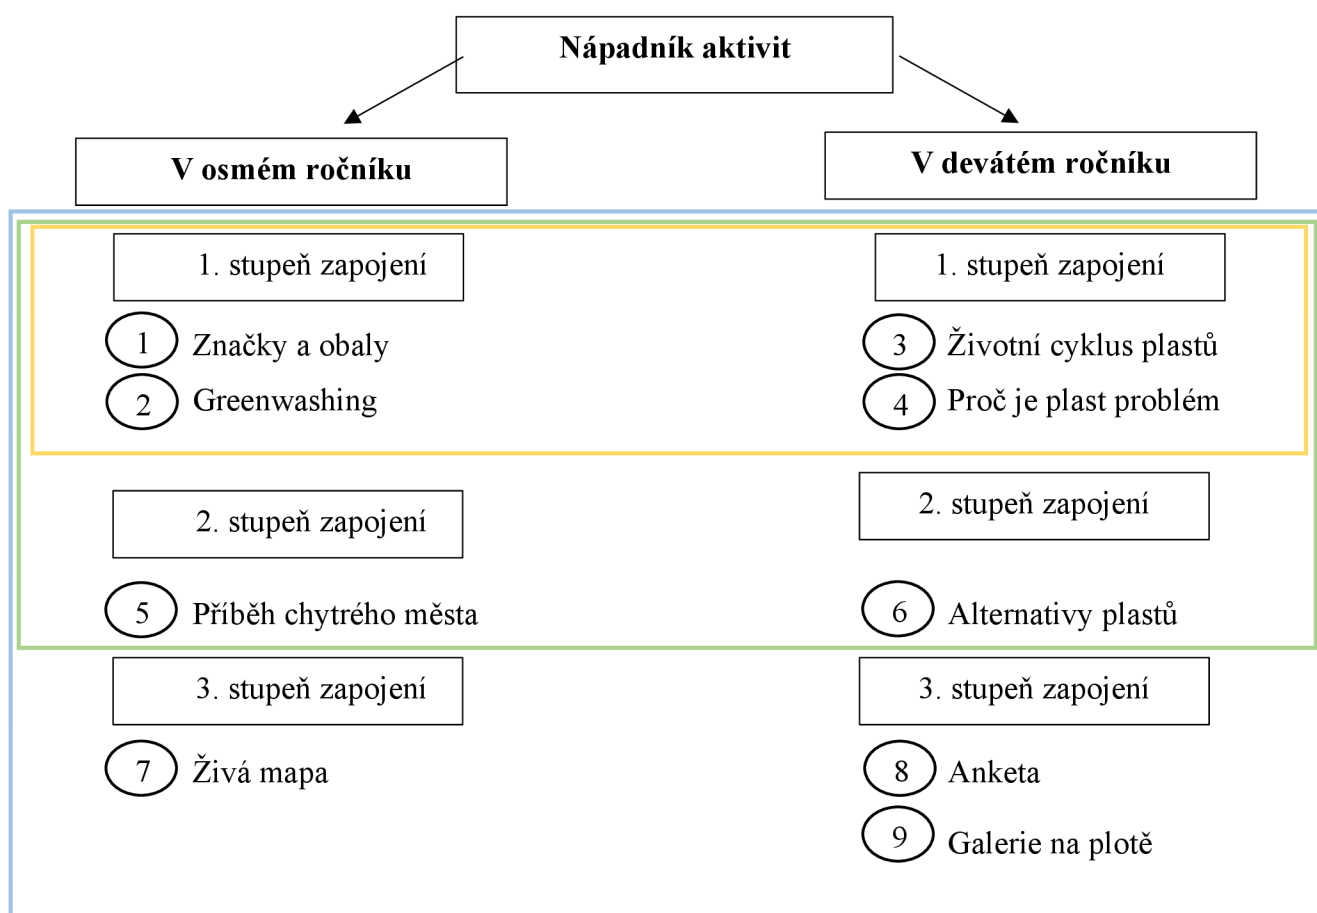 Nápadník aktivit
V osmém ročníku
V devátém ročníku
1. stupeň zapojení
1. stupeň zapojení
1 Značky a obaly
3 Životní cyklus plastů
2 Greenwashing
4 Proč je plast problém
2. stupeň zapojení
2. stupeň zapojení
5 Příběh chytrého města
6 Alternativy plastů
3. stupeň zapojení
3. stupeň zapojení
7 Živá mapa
8 Anketa
9 Galerie na plotě